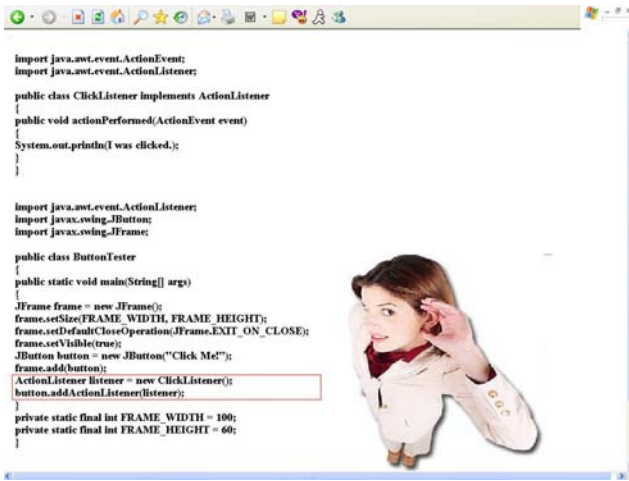 import java.awt.event.ActionEvent;
import java.awt.event.ActionListener;
public class ClickListener implements ActionListener
{
public void actionPerformed(ActionEvent event)
{
System.out.println(I was clicked.);
}
}
import java.awt.event.ActionListener;
import javax.swing.JButton;
import javax.swing.JFrame;
public class ButtonTester
{
public static void main(String[] args)
{
JFrame frame = new JFrame();
frame.setSize(FRAME_WIDTH, FRAME_HEIGHT);
frame.setDefaultCloseOperation(JFrame.EXIT_ON_CLOSE);
frame.setVisible(true);
JButton button = new JButton("Click Me!");
frame.add(button);
ActionListener listener = new ClickListener();
button.addActionListener(listener);
}
private static final int FRAME_WIDTH = 100;
private static final int FRAME_HEIGHT = 60;
}